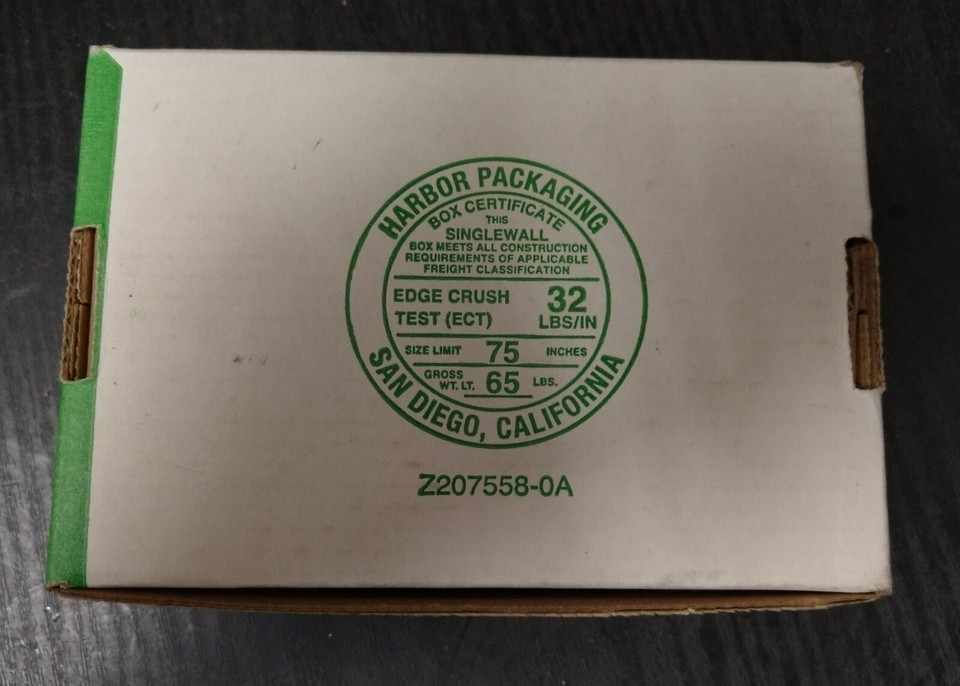 HARBOR PACKAGING
BOX CERTIFICATE
THIS
SINGLEWALL
BOX MEETS ALL CONSTRUCTION
REQUIREMENTS OF APPLICABLE
FREIGHT CLASSIFICATION
EDGE CRUSH
TEST (ECT)
32
LBS/IN
SIZE LIMIT 75 INCHES
GROSS
WT. LT. 65 LBS.
SAN DIEGO, CALIFORNIA
Z207558-0A